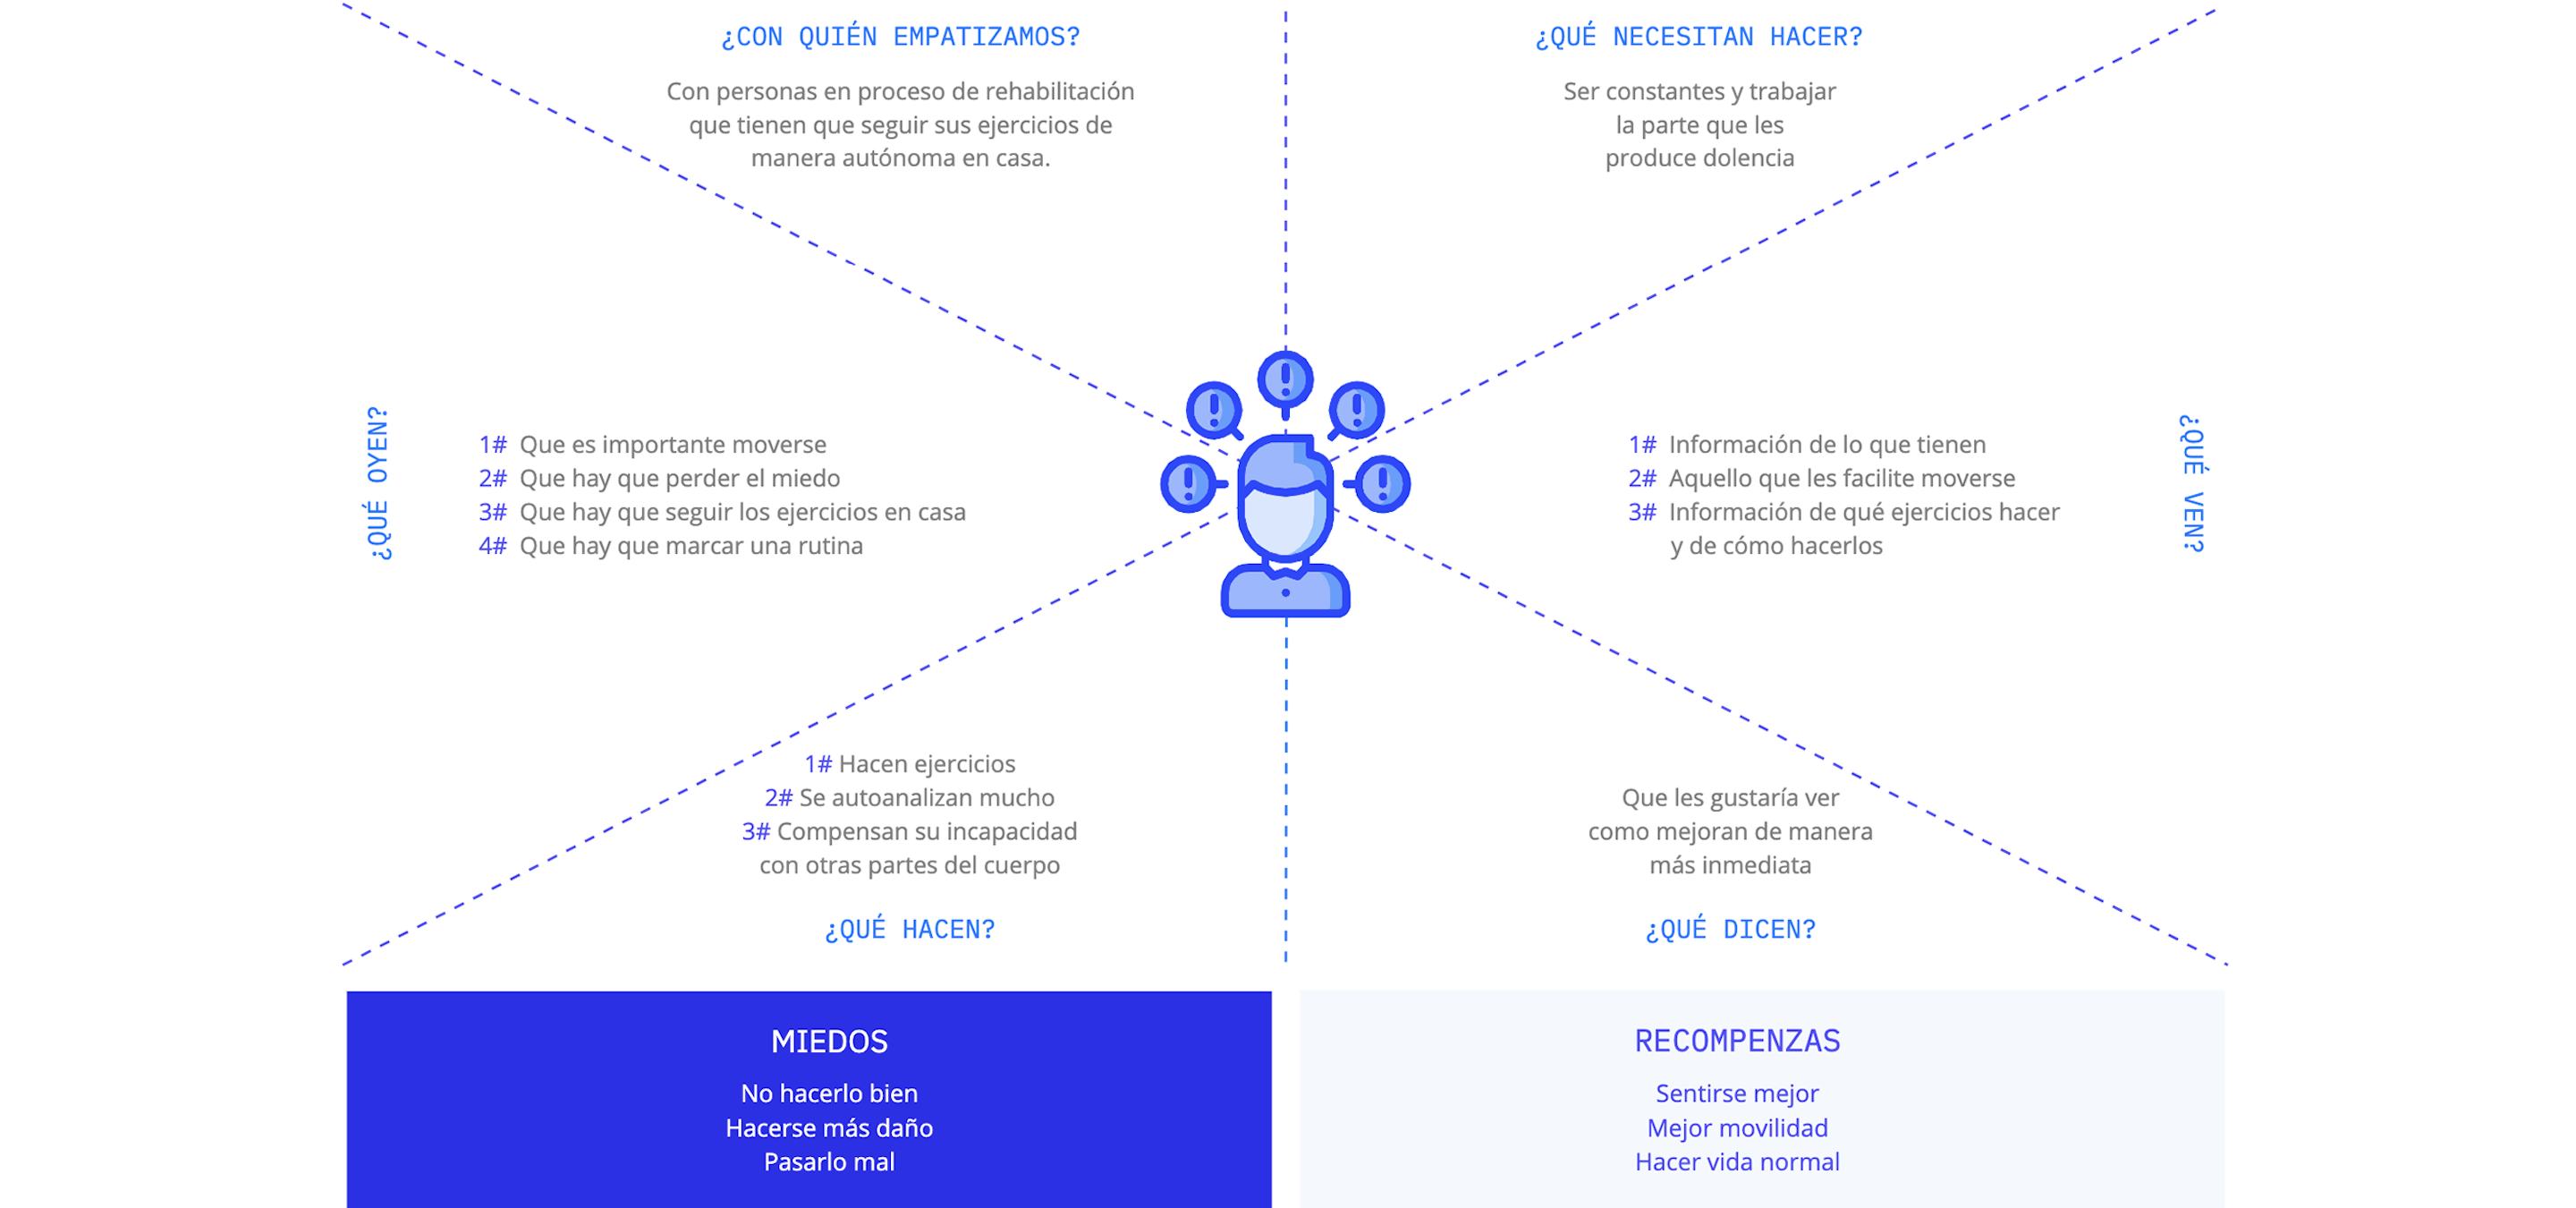 ¿CON QUIÉN EMPATIZAMOS?
Con personas en proceso de rehabilitación
que tienen que seguir sus ejercicios de
manera autónoma en casa.
¿QUÉ NECESITAN HACER?
Ser constantes y trabajar
la parte que les
produce dolencia
¿QUÉ OYEN?
1# Que es importante moverse
2# Que hay que perder el miedo
3# Que hay que seguir los ejercicios en casa
4# Que hay que marcar una rutina
1# Información de lo que tienen
2# Aquello que les facilite moverse
3# Información de qué ejercicios hacer
y de cómo hacerlos
¿QUÉ VEN?
1# Hacen ejercicios
2# Se autoanalizan mucho
3# Compensan su incapacidad
con otras partes del cuerpo
¿QUÉ HACEN?
Que les gustaría ver
como mejoran de manera
más inmediata
¿QUÉ DICEN?
MIEDOS
No hacerlo bien
Hacerse más daño
Pasarlo mal
RECOMPENZAS
Sentirse mejor
Mejor movilidad
Hacer vida normal